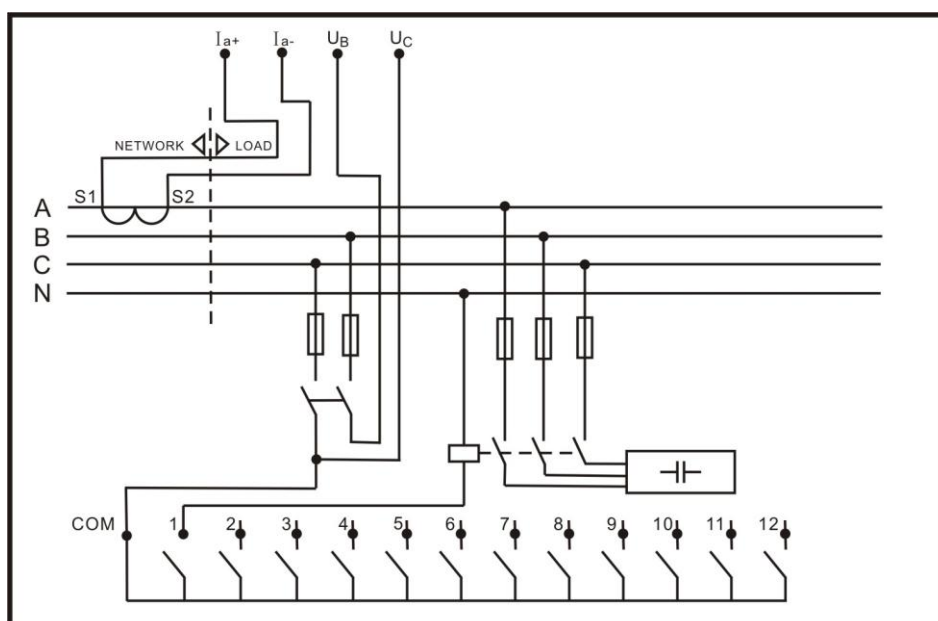 Ia+ Ia- UB UC
NETWORK LOAD
S1 S2
A
B
C
N
COM 1 2 3 4 5 6 7 8 9 10 11 12